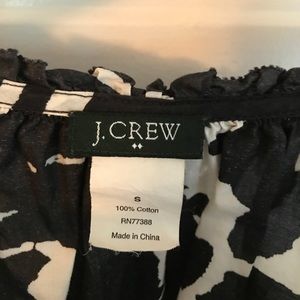 J.CREW
S
100% Cotton
RN77388
Made in China